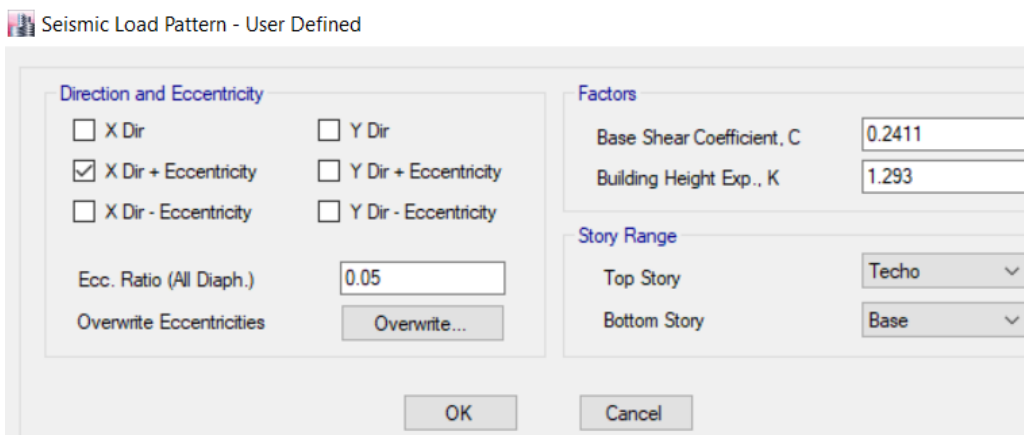 Seismic Load Pattern - User Defined
Direction and Eccentricity
X Dir
Y Dir
X Dir + Eccentricity
Y Dir + Eccentricity
X Dir - Eccentricity
Y Dir - Eccentricity
Ecc. Ratio (All Diaph.)
0.05
Overwrite Eccentricities
Overwrite...
Factors
Base Shear Coefficient, C
0.2411
Building Height Exp., K
1.293
Story Range
Top Story
Techo
Bottom Story
Base
OK
Cancel